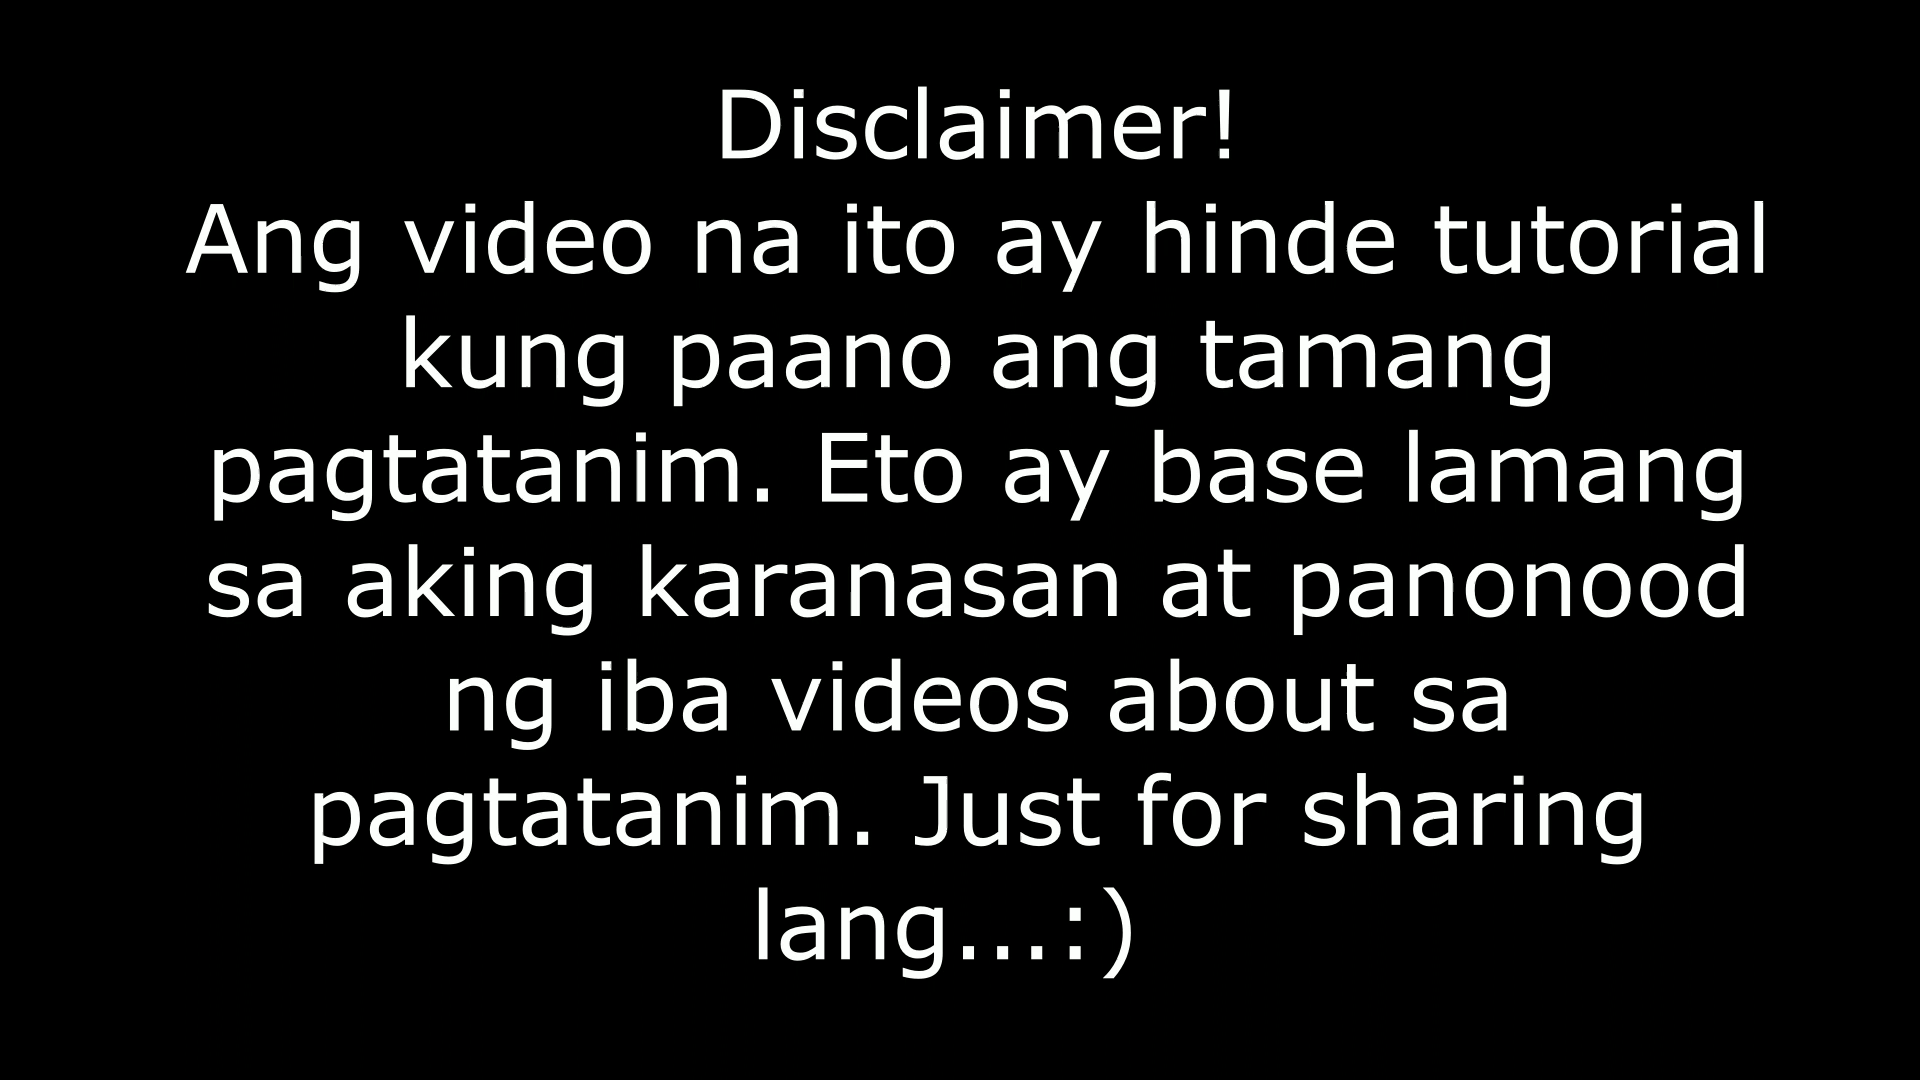 Disclaimer!
Ang video na ito ay hinde tutorial
kung paano ang tamang
pagtatanim. Eto ay base lamang
sa aking karanasan at panonood
ng iba videos about sa
pagtatanim. Just for sharing
lang...:)